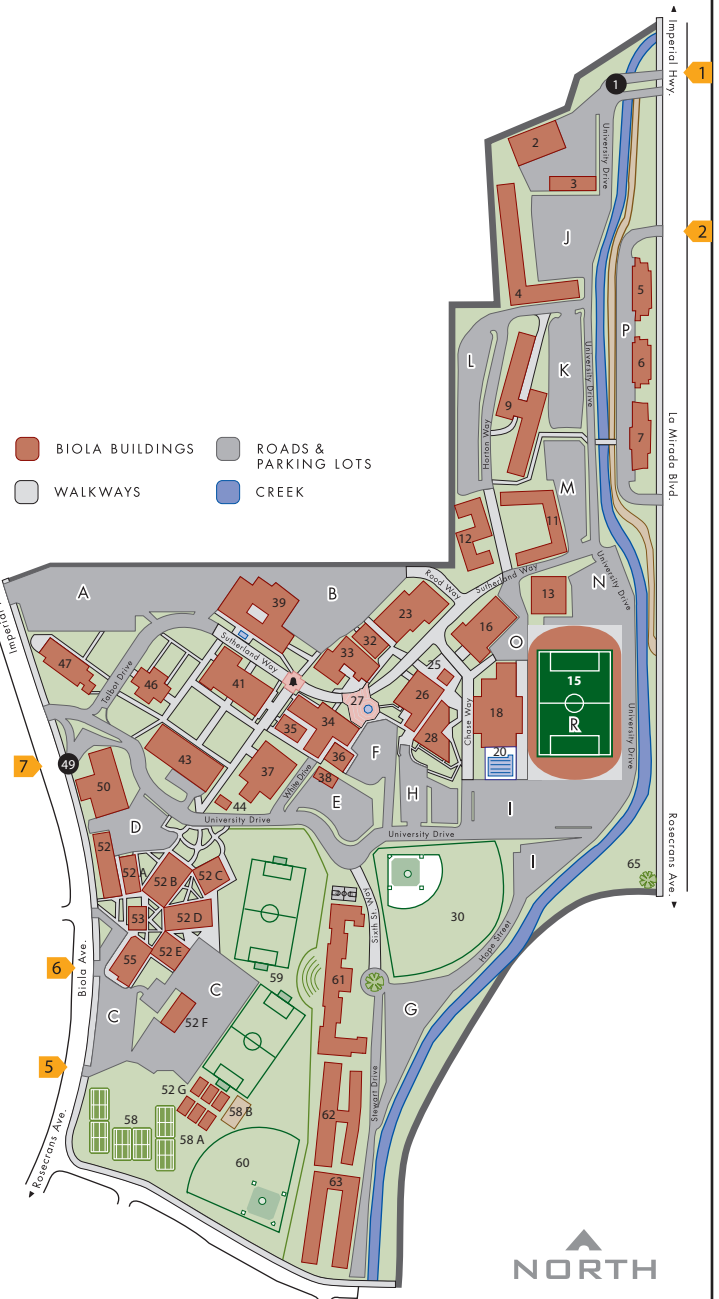 Imperial Hwy.
1
1
University Drive
2
3
2
J
4
5
P
L
K
6
University Drive
9
7
La Mirada Blvd.
Horton Way
BIOLA BUILDINGS
ROADS &
PARKING LOTS
WALKWAYS
CREEK
M
11
12
Sutherland Way
University Drive
N
A
B
Rood Way
13
39
23
16
O
32
33
Sutherland Way
47
Talbot Drive
46
41
25
26
27
15
R
18
Chase Way
34
35
28
F
36
University Drive
43
37
38
White Drive
20
7
49
50
44
E
H
I
University Drive
University Drive
D
I
52
52 A
52 B
52 C
Rosecrans Ave.
65
53
52 D
30
Sixth St. Way
Hope Street
55
52 E
6
Biola Ave.
C
C
59
61
G
52 F
5
Stewart Drive
52 G
58 B
58
58 A
62
60
63
Rosecrans Ave.
NORTH